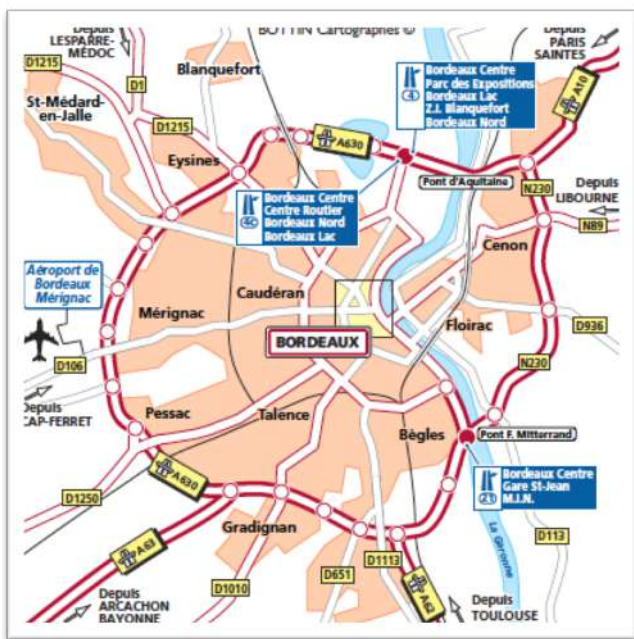 BOTTIN Cartographes ©
Depuis
LESPARRE-
MÉDOC
D1215
D1
Blanquefort
St-Médard-
en-Jalle
D1215
Eysines
A630
4
Bordeaux Centre
Parc des Expositions
Bordeaux Lac
Z.I. Blanquefort
Bordeaux Nord
Depuis
PARIS
SAINTES
A10
Pont d'Aquitaine
N230
Depuis
LIBOURNE
N89
4C
Bordeaux Centre
Centre Routier
Bordeaux Nord
Bordeaux Lac
Cenon
Aéroport de
Bordeaux
Mérignac
Caudéran
Mérignac
BORDEAUX
Floirac
D936
D106
N230
Depuis
CAP-FERRET
Pessac
Talence
Bègles
Pont F. Mitterrand
A630
21
Bordeaux Centre
Gare St-Jean
M.I.N.
D1250
Gradignan
A63
D1113
D113
La Garonne
D651
D1010
A62
Depuis
ARCACHON
BAYONNE
Depuis
TOULOUSE